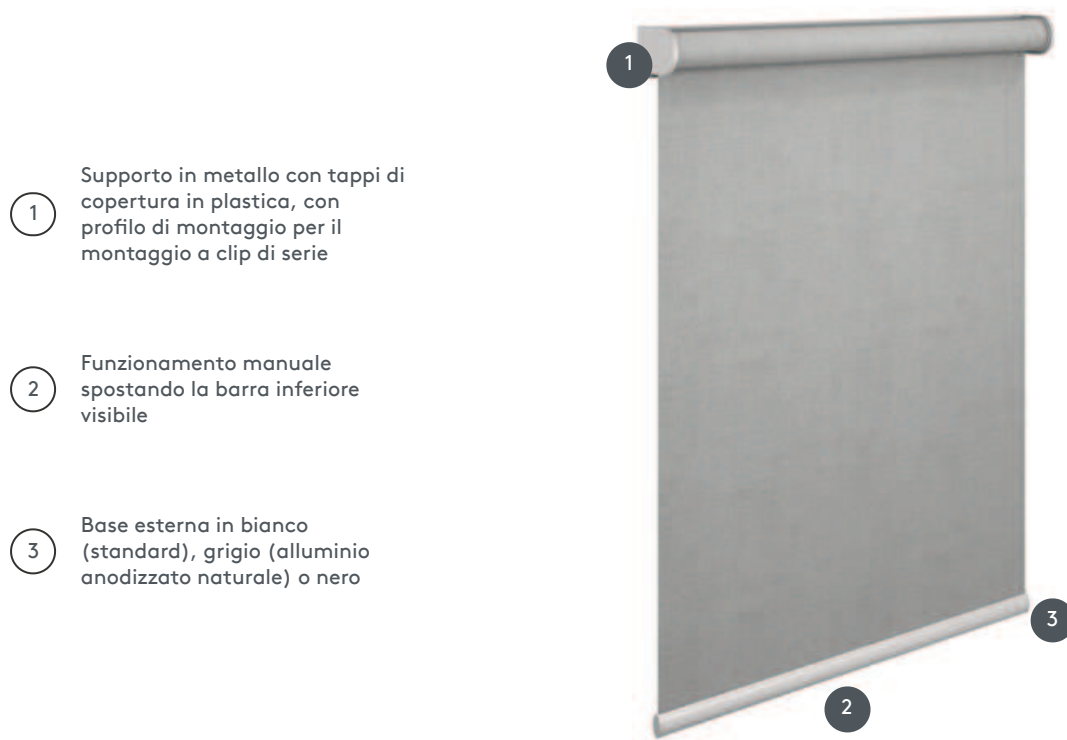 1
Supporto in metallo con tappi di
copertura in plastica, con
profilo di montaggio per il
montaggio a clip di serie
2
Funzionamento manuale
spostando la barra inferiore
visibile
3
Base esterna in bianco
(standard), grigio (alluminio
anodizzato naturale) o nero
1
3
2